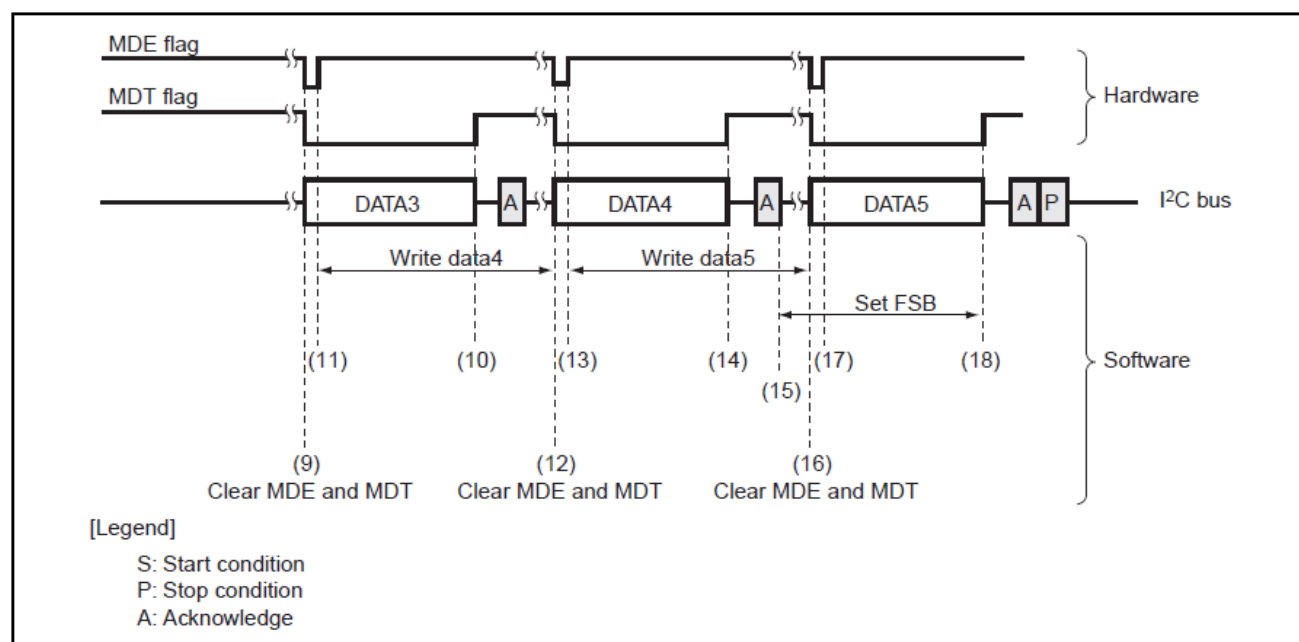 MDE flag
MDT flag
Hardware
DATA3 A DATA4 A DATA5 A P I²C bus
Write data4 Write data5
Set FSB
(11) (10) (13) (14) (17) (18) Software
(15)
(9) (12) (16)
Clear MDE and MDT Clear MDE and MDT Clear MDE and MDT
[Legend]
S: Start condition
P: Stop condition
A: Acknowledge